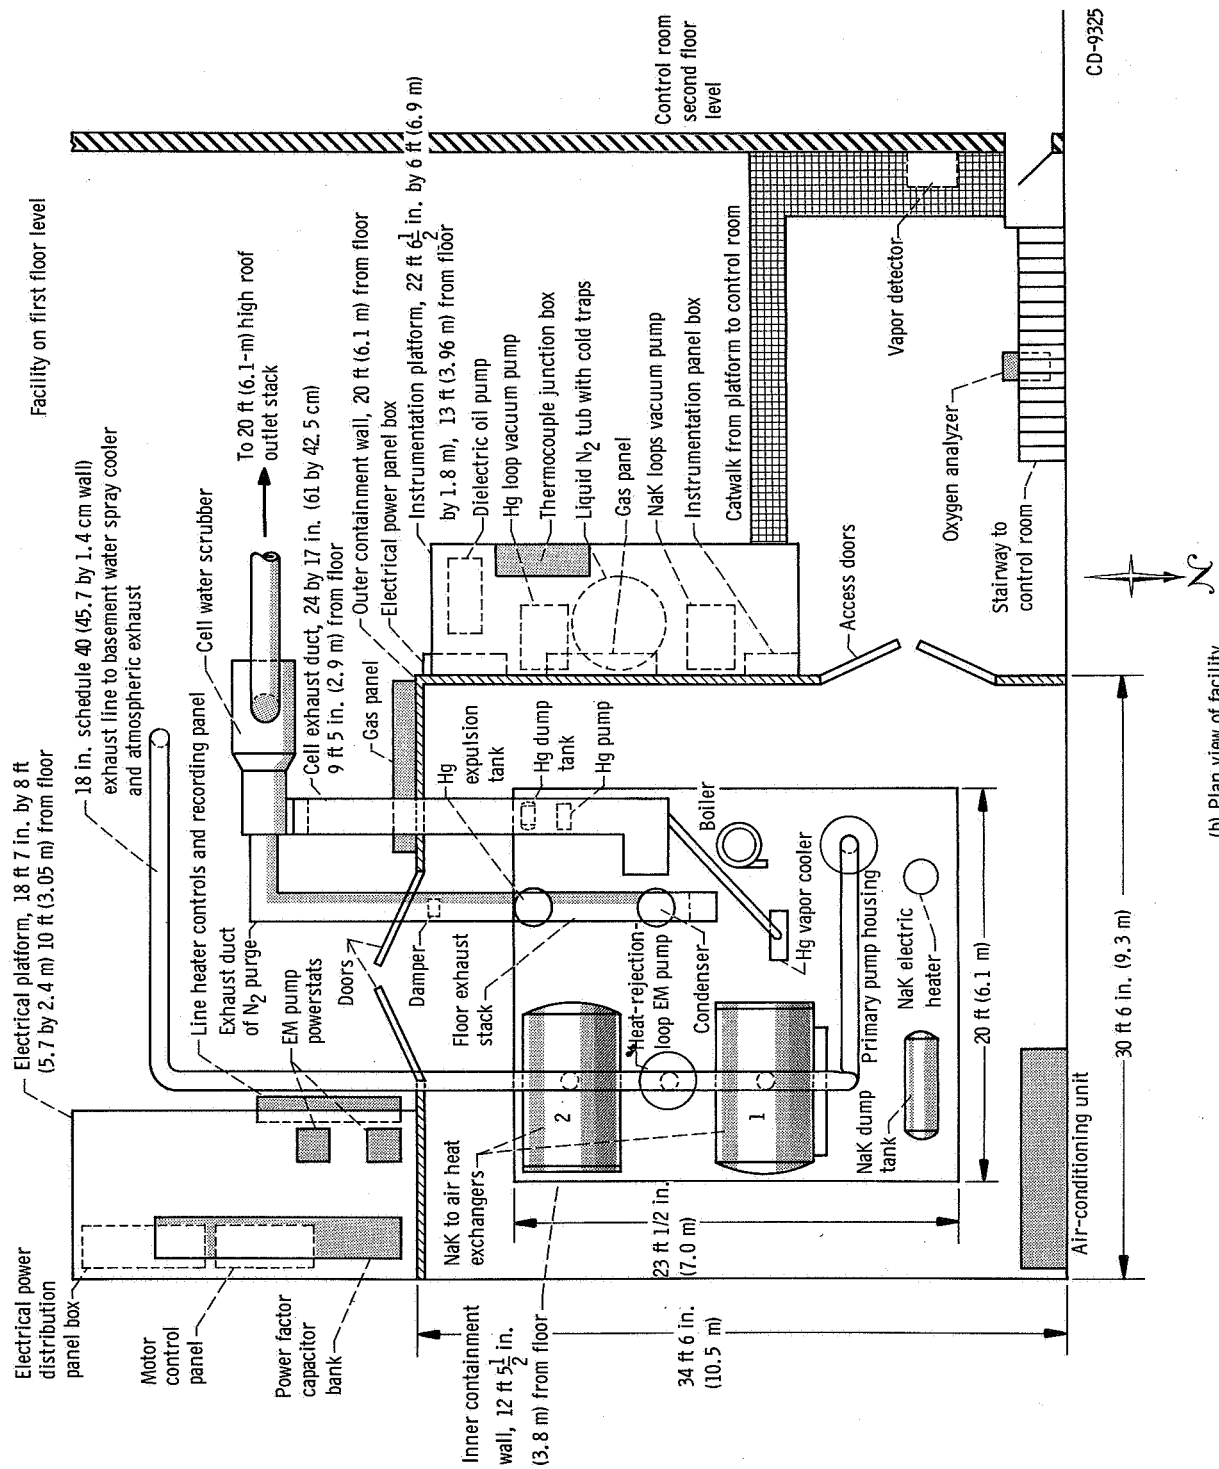 Facility on first floor level
Electrical platform, 18 ft 7 in. by 8 ft
(5.7 by 2.4 m) 10 ft (3.05 m) from floor
18 in. schedule 40 (45.7 by 1.4 cm wall)
exhaust line to basement water spray cooler
and atmospheric exhaust
Cell water scrubber
To 20 ft (6.1-m) high roof
outlet stack
Electrical power
distribution
panel box
Motor
control
panel
Power factor
capacitor
bank
Line heater controls and recording panel
Exhaust duct
of N2 purge
EM pump
powerstats
Doors
Damper
Floor exhaust
stack
Cell exhaust duct, 24 by 17 in. (61 by 42.5 cm)
9 ft 5 in. (2.9 m) from floor
Gas panel
Outer containment wall, 20 ft (6.1 m) from floor
Electrical power panel box
Instrumentation platform, 22 ft 6 1/2 in. by 6 ft (6.9 m
by 1.8 m), 13 ft (3.96 m) from floor
Dielectric oil pump
Hg loop vacuum pump
Thermocouple junction box
Liquid N2 tub with cold traps
Gas panel
NaK loops vacuum pump
Instrumentation panel box
Catwalk from platform to control room
Control room
second floor
level
Hg
expulsion
tank
Hg dump
tank
Hg pump
Boiler
Hg vapor cooler
Heat-rejection-
loop EM pump
Condenser
Primary pump housing
NaK electric
heater
NaK dump
tank
NaK to air heat
exchangers
2
1
Inner containment
wall, 12 ft 5 1/2 in.
(3.8 m) from floor
23 ft 1/2 in.
(7.0 m)
34 ft 6 in.
(10.5 m)
20 ft (6.1 m)
30 ft 6 in. (9.3 m)
Air-conditioning unit
Access doors
Vapor detector
Oxygen analyzer
Stairway to
control room
N
CD-9325
(b) Plan view of facility